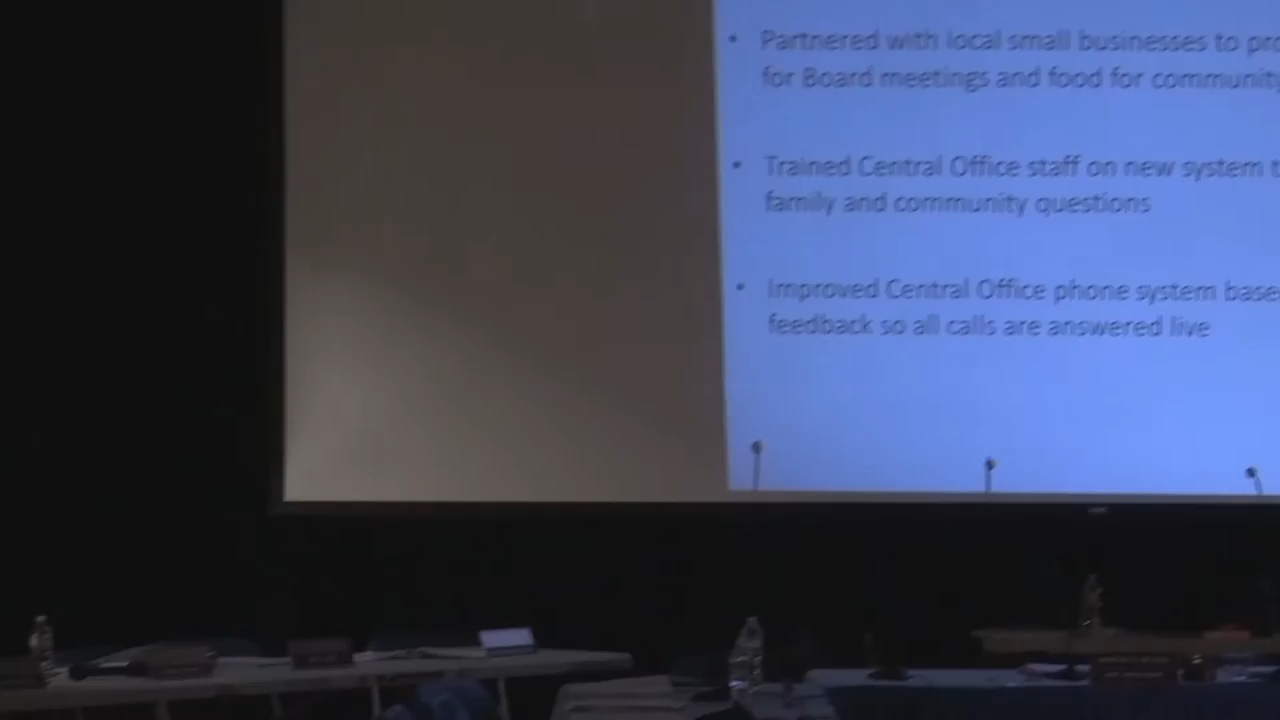 • Partnered with local small businesses to pro
for Board meetings and food for community
• Trained Central Office staff on new system t
family and community questions
• Improved Central Office phone system base
feedback so all calls are answered live